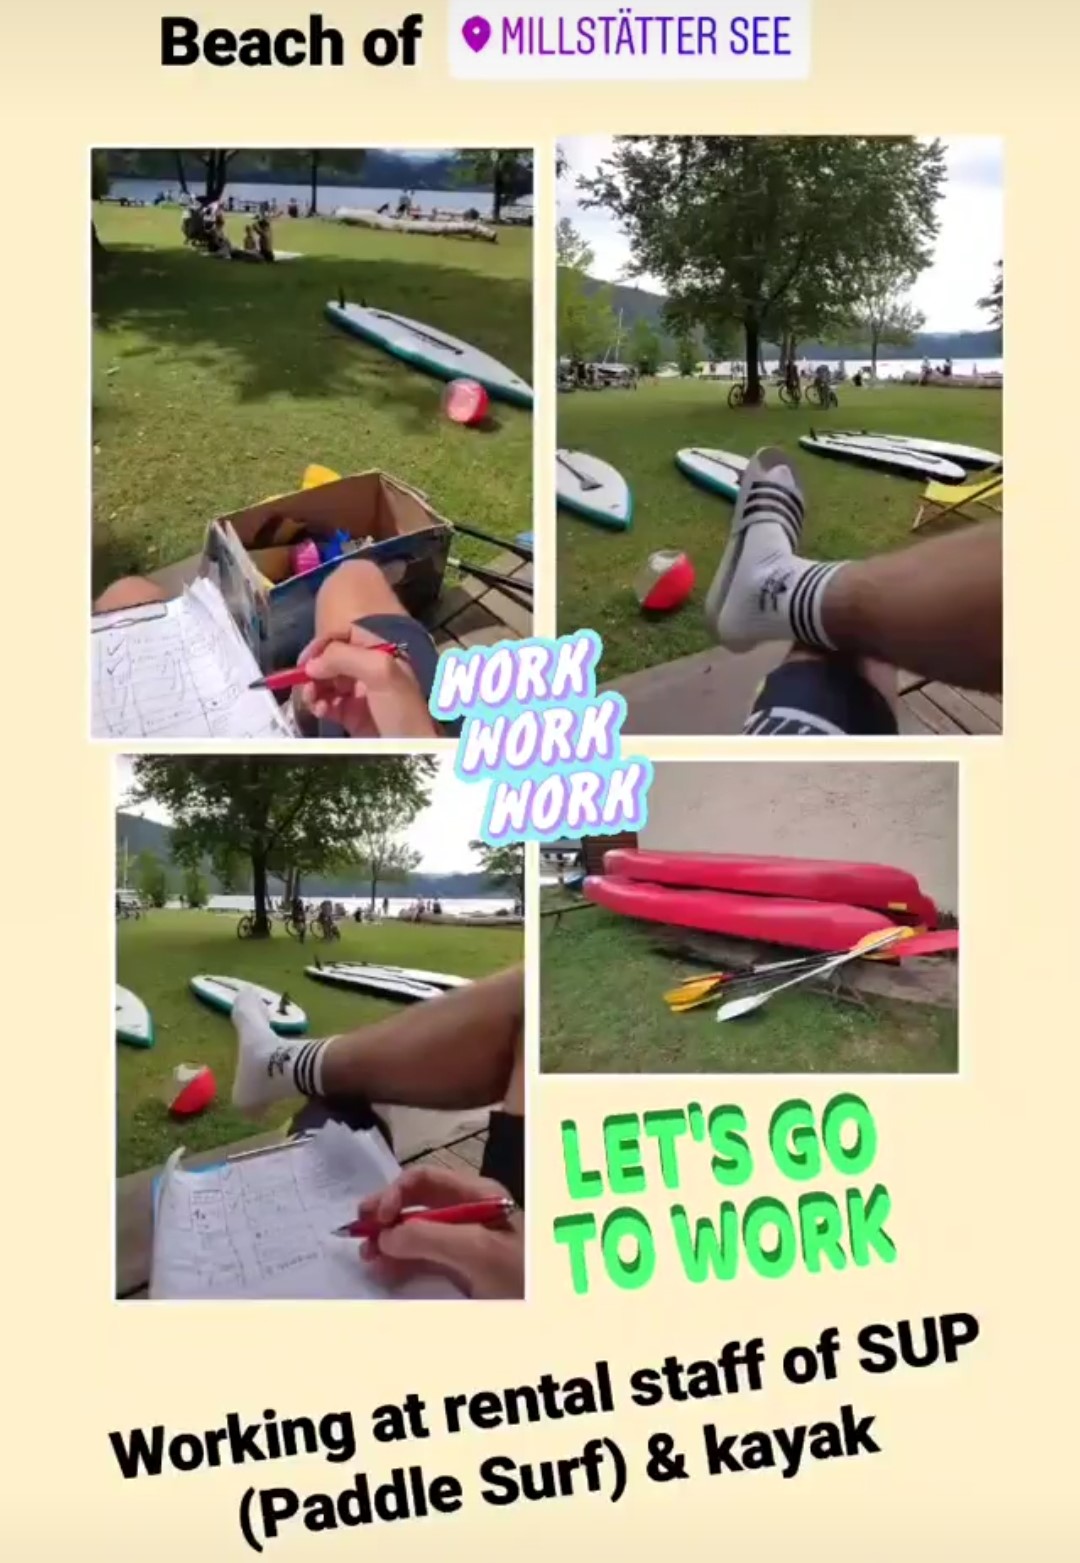 Beach of MILLSTÄTTER SEE
WORK
WORK
WORK
LET'S GO
TO WORK
Working at rental staff of SUP
(Paddle Surf) & kayak